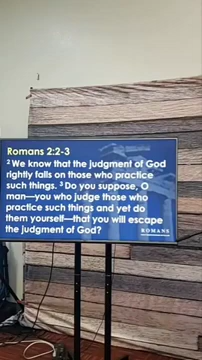 Romans 2:2-3
2 We know that the judgment of God
rightly falls on those who practice
such things. 3 Do you suppose, O
man—you who judge those who
practice such things and yet do
them yourself—that you will escape
the judgment of God?
ROMANS